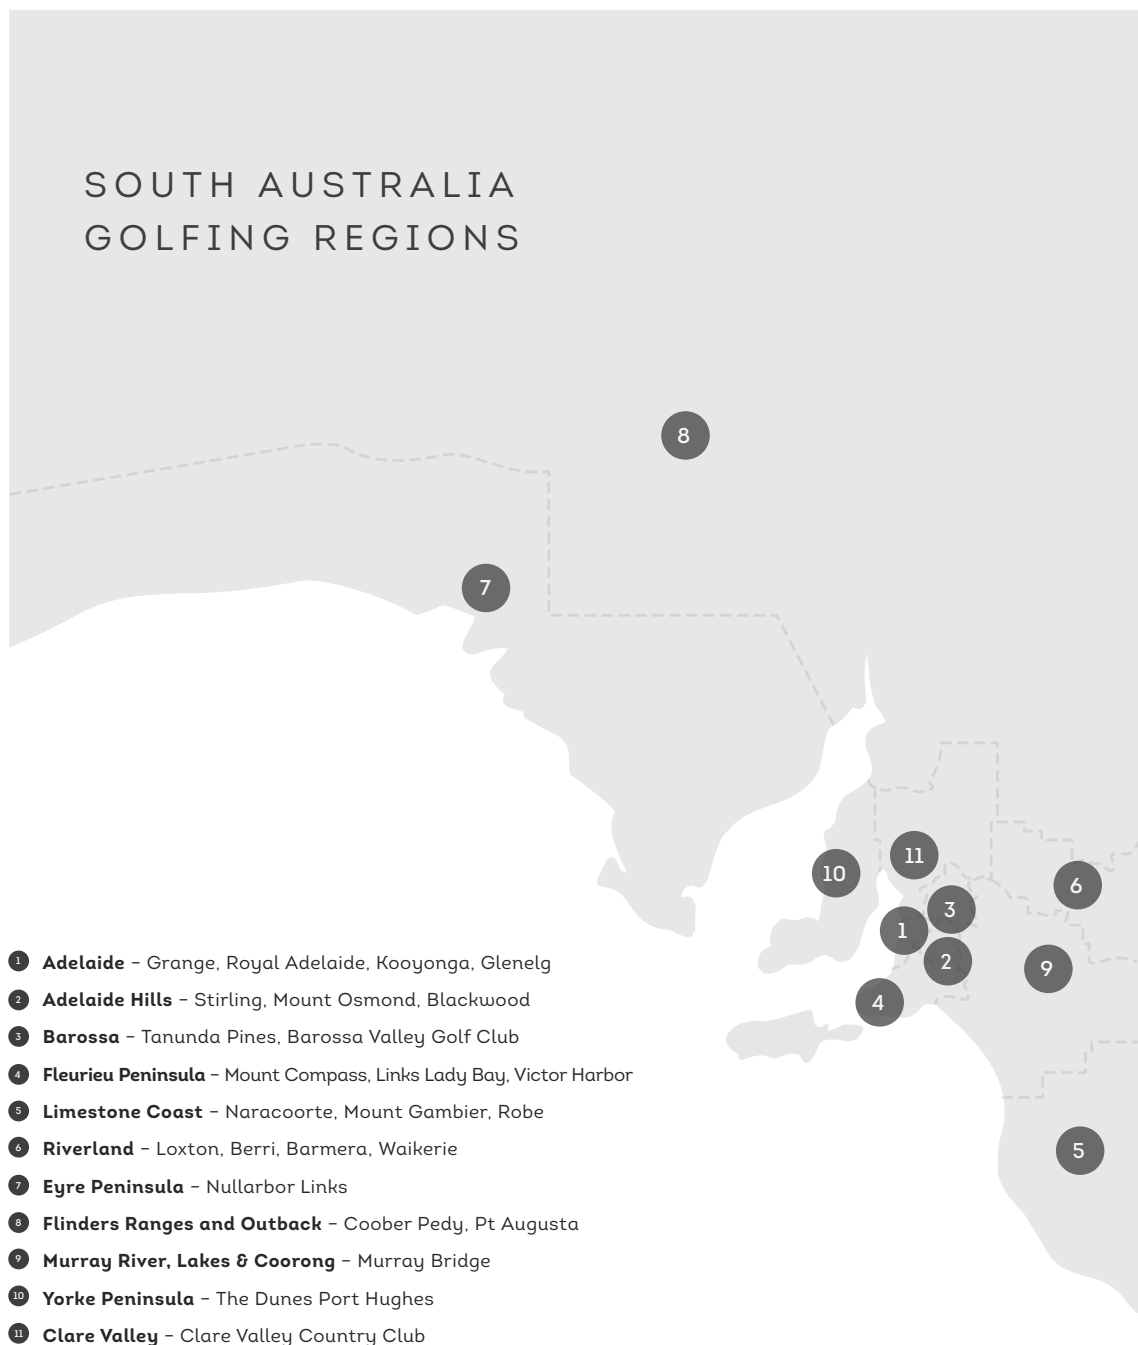 SOUTH AUSTRALIA
GOLFING REGIONS
8
7
11
10
6
3
1
2
9
4
5
1 Adelaide – Grange, Royal Adelaide, Kooyonga, Glenelg
2 Adelaide Hills – Stirling, Mount Osmond, Blackwood
3 Barossa – Tanunda Pines, Barossa Valley Golf Club
4 Fleurieu Peninsula – Mount Compass, Links Lady Bay, Victor Harbor
5 Limestone Coast – Naracoorte, Mount Gambier, Robe
6 Riverland – Loxton, Berri, Barmera, Waikerie
7 Eyre Peninsula – Nullarbor Links
8 Flinders Ranges and Outback – Coober Pedy, Pt Augusta
9 Murray River, Lakes & Coorong – Murray Bridge
10 Yorke Peninsula – The Dunes Port Hughes
11 Clare Valley – Clare Valley Country Club